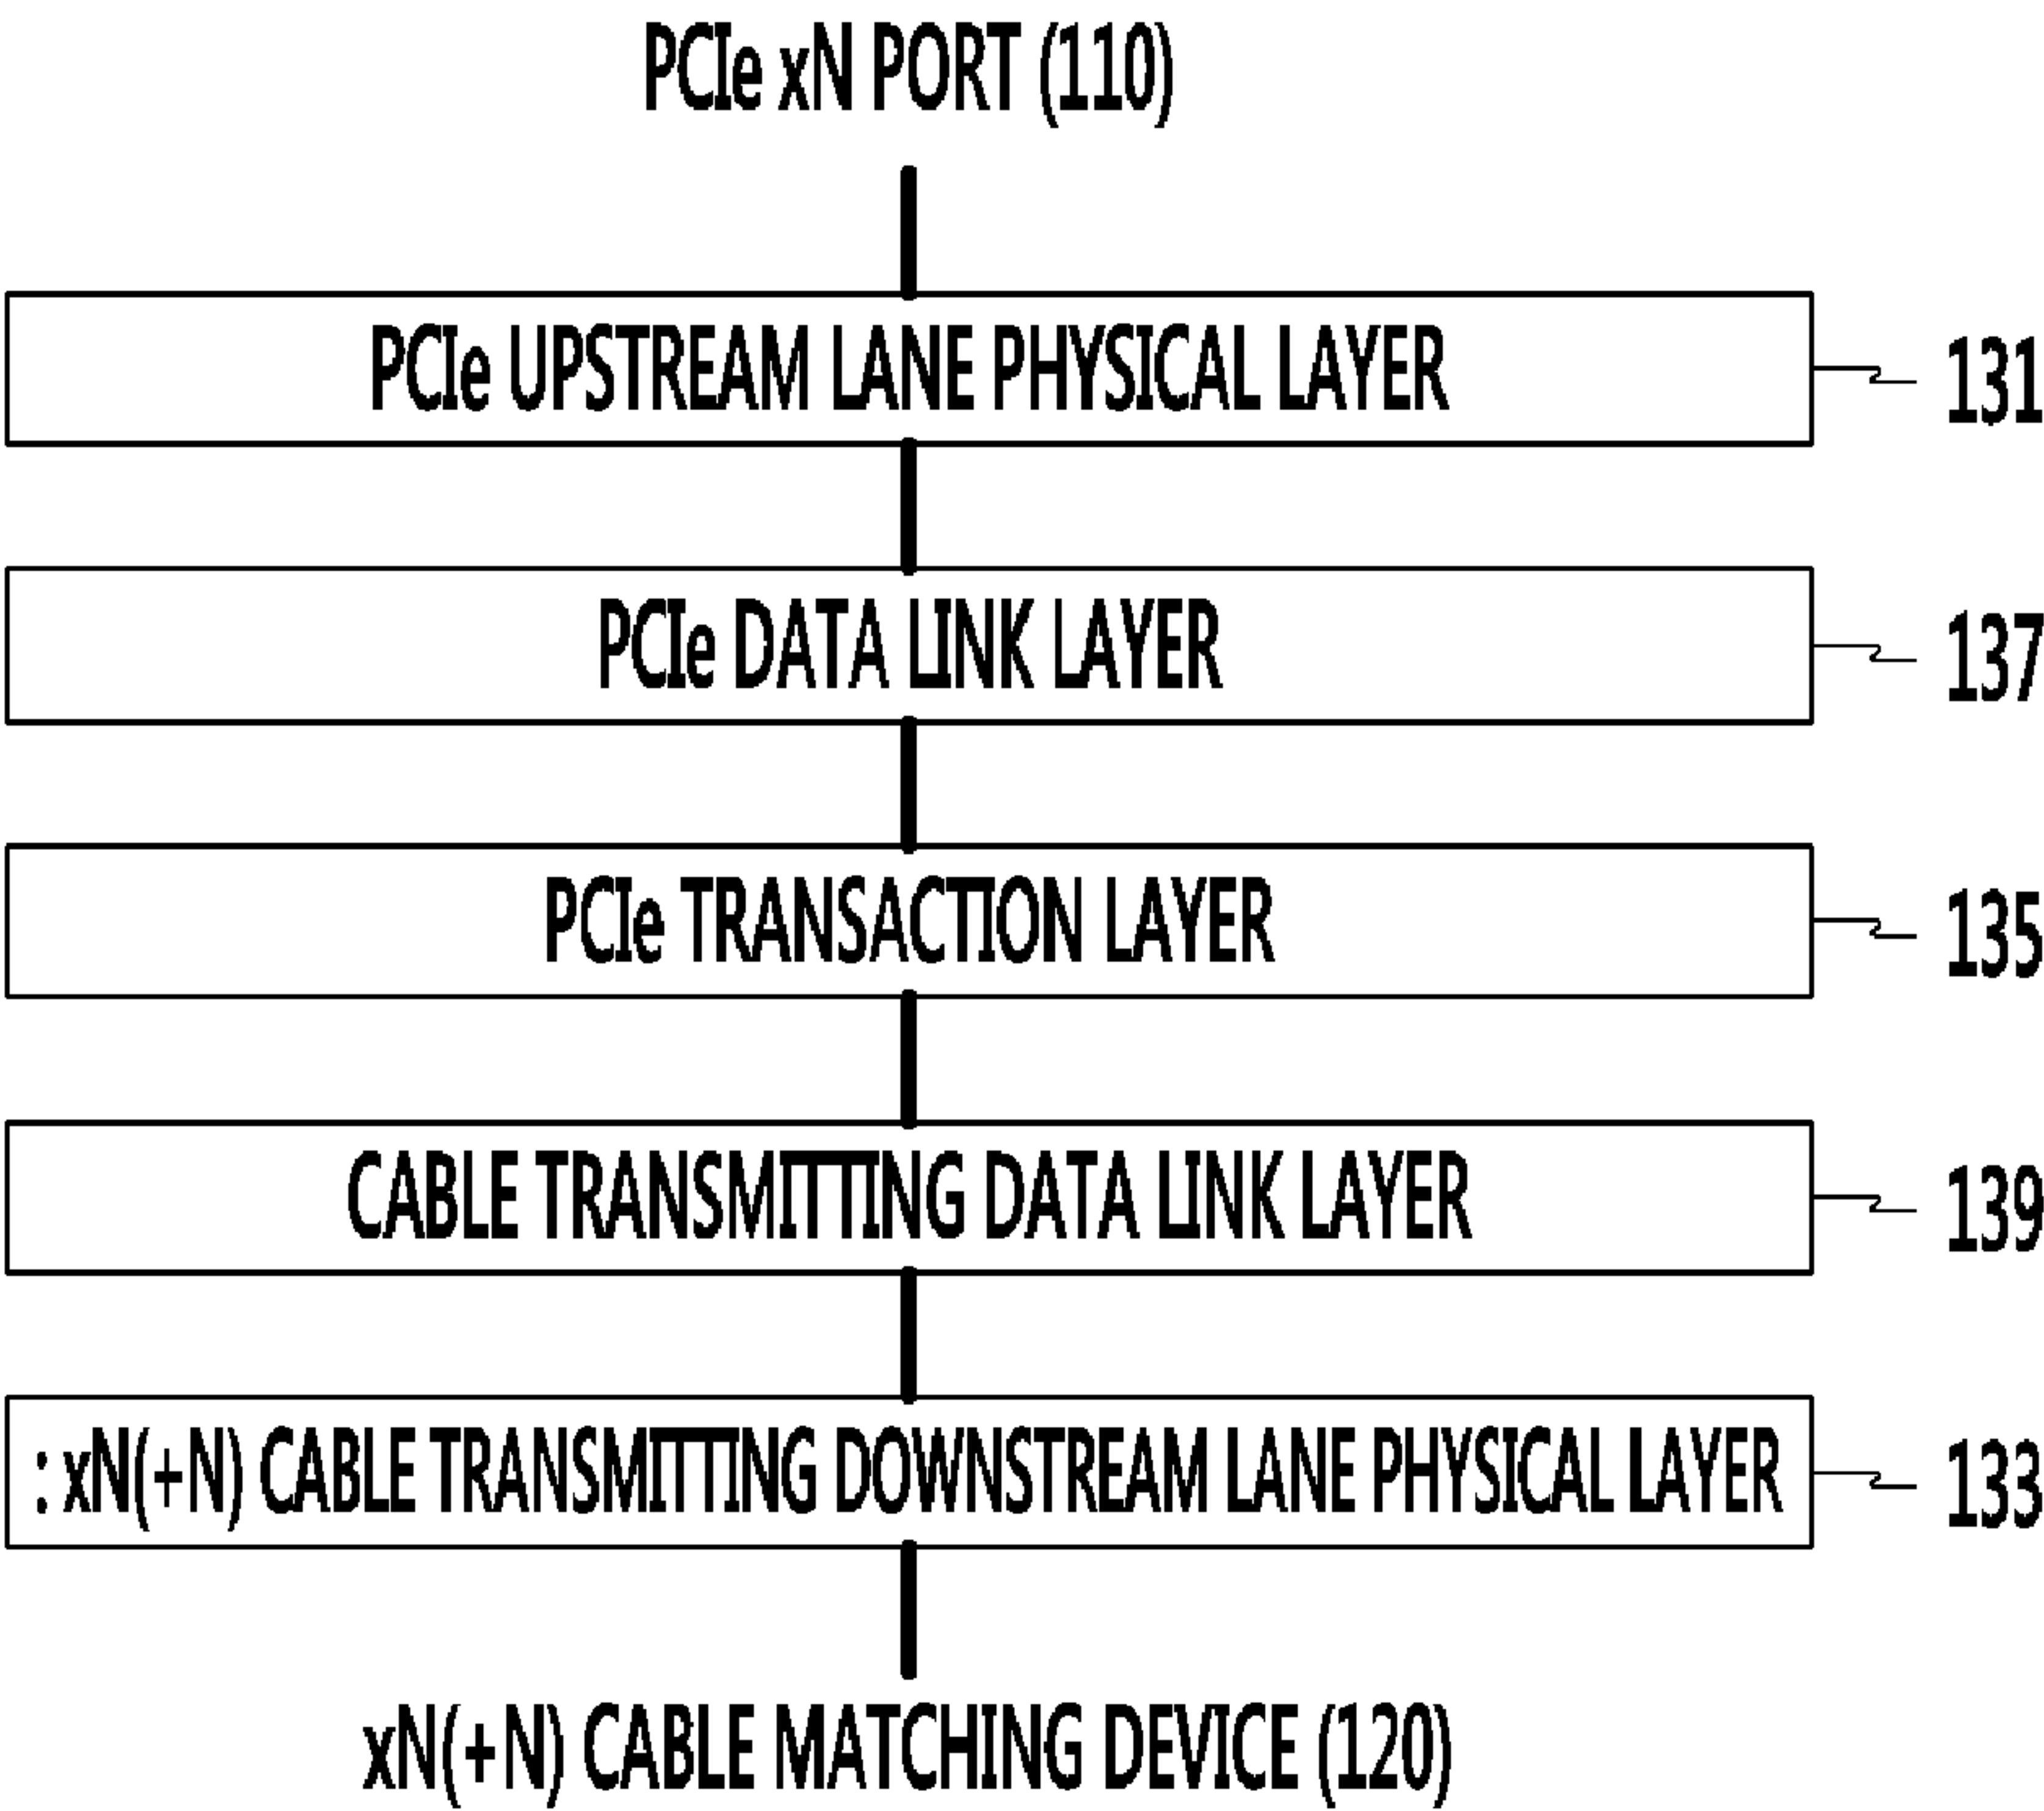 PCIe xN PORT (110)
PCIe UPSTREAM LANE PHYSICAL LAYER
131
PCIe DATA LINK LAYER
137
PCIe TRANSACTION LAYER
135
CABLE TRANSMITTING DATA LINK LAYER
139
: xN(+N) CABLE TRANSMITTING DOWNSTREAM LANE PHYSICAL LAYER
133
xN(+N) CABLE MATCHING DEVICE (120)